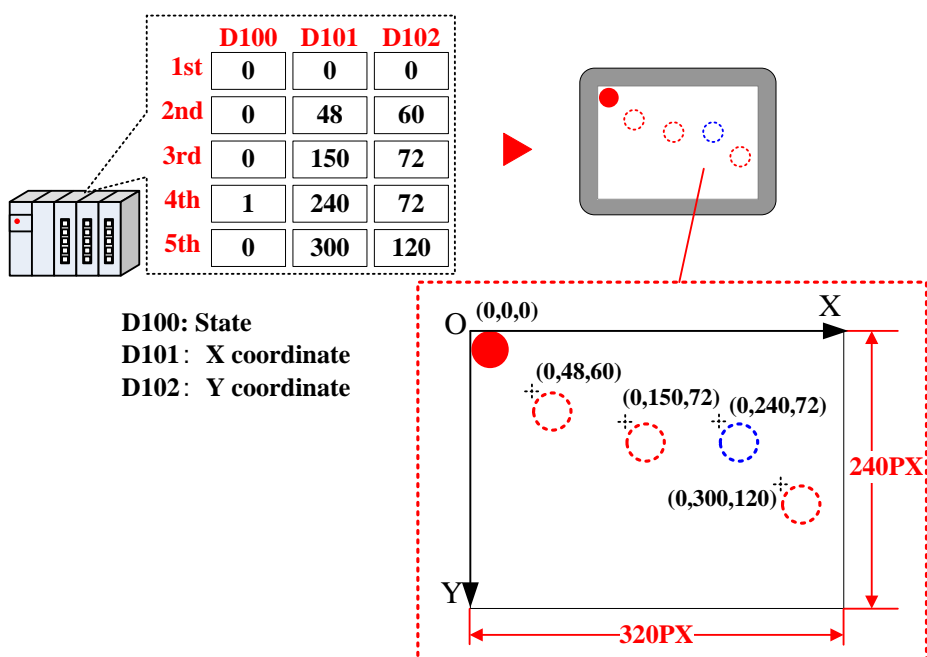 D100 D101 D102
1st 0 0 0
2nd 0 48 60
3rd 0 150 72
4th 1 240 72
5th 0 300 120
D100: State
D101： X coordinate
D102： Y coordinate
O (0,0,0) X
(0,48,60)
(0,150,72) (0,240,72)
240PX
(0,300,120)
Y
320PX